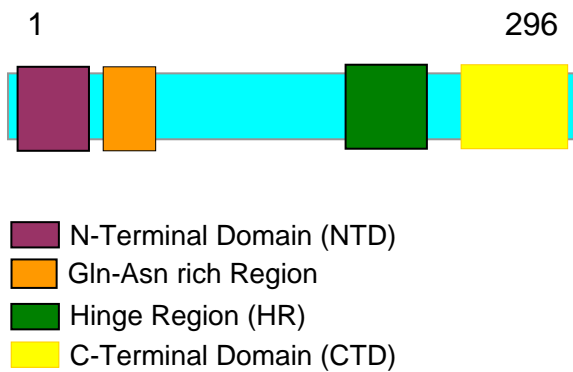 1 296
N-Terminal Domain (NTD)
Gln-Asn rich Region
Hinge Region (HR)
C-Terminal Domain (CTD)